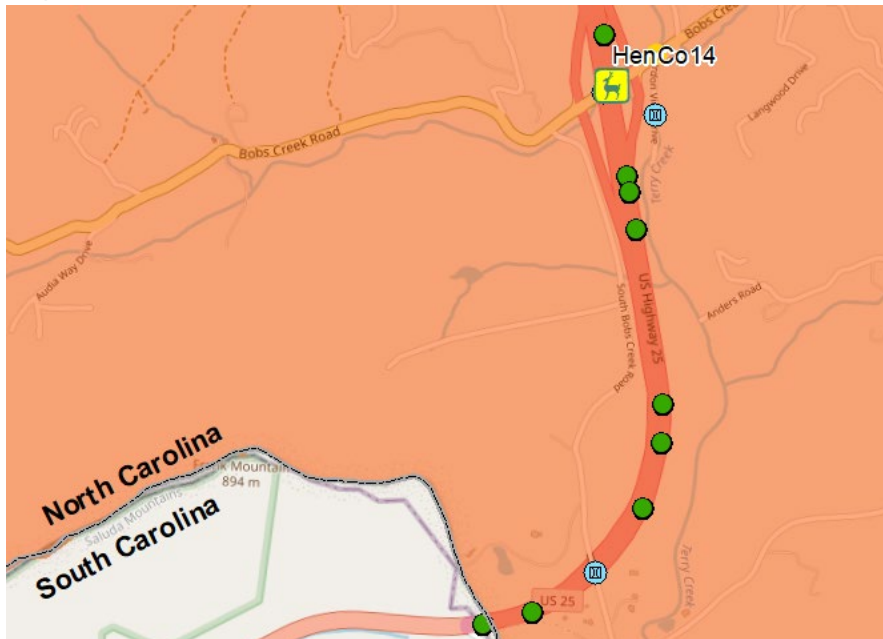 Bobs Creek
HenCo14
Langwood Drive
Terry Creek
Bobs Creek Road
Audia Way Drive
US Highway 25
South Bobs Creek
Road
Anders Road
North Carolina
Mountain
894 m
Saluda Mountains
South Carolina
US 25
Terry Creek